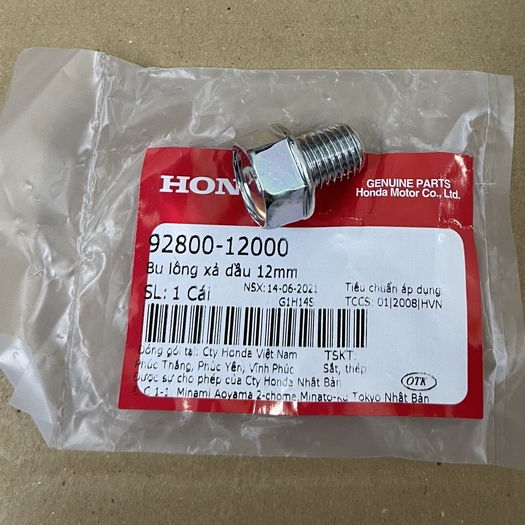 HON
GENUINE PARTS
Honda Motor Co., Ltd.
92800-12000
Bu lông xả dầu 12mm
SL: 1 Cái
NSX: 14-06-2021
G1H145
Tiêu chuẩn áp dụng
TCCS: 01|2008|HVN
Đóng gói tại: Cty Honda Việt Nam
Phúc Thắng, Phúc Yên, Vĩnh Phúc
TSKT:
Sắt, thép
Được sự cho phép của Cty Honda Nhật Bản
1-1, Minami Aoyama 2-chome, Minato-ku Tokyo Nhật Bản
OTK